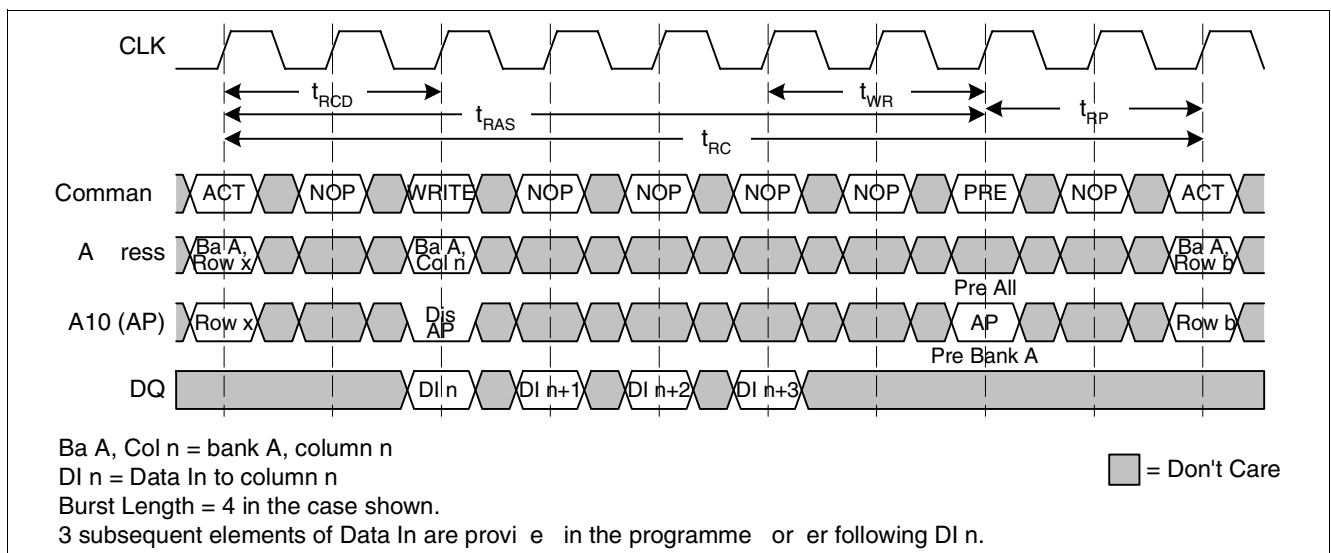 CLK
tRCD
tWR
tRAS
tRP
tRC
Comman ACT NOP WRITE NOP NOP NOP NOP PRE NOP ACT
A ress Ba A, Row x Ba A, Col n Ba A, Row b
Pre All
A10 (AP) Row x Dis AP AP Row b
Pre Bank A
DQ DI n DI n+1 DI n+2 DI n+3
Ba A, Col n = bank A, column n
DI n = Data In to column n
= Don't Care
Burst Length = 4 in the case shown.
3 subsequent elements of Data In are provi e in the programme or er following DI n.